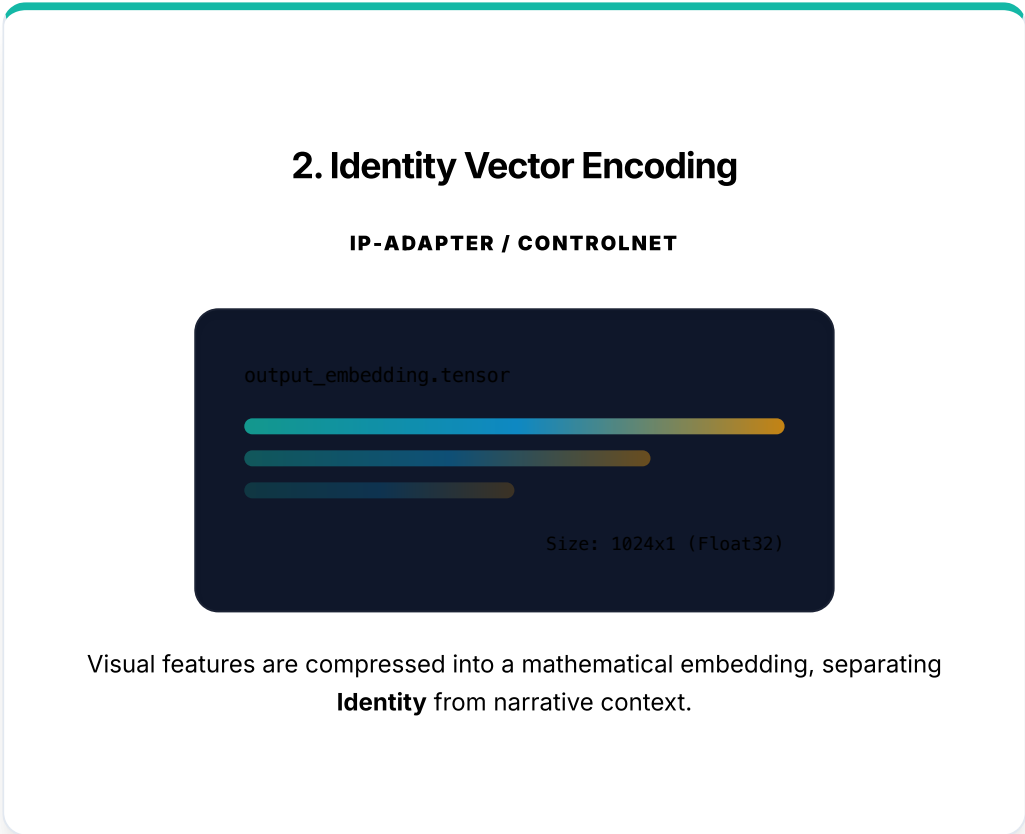 2. Identity Vector Encoding
IP-ADAPTER / CONTROLNET
output_embedding.tensor
Size: 1024x1 (Float32)
Visual features are compressed into a mathematical embedding, separating
Identity from narrative context.